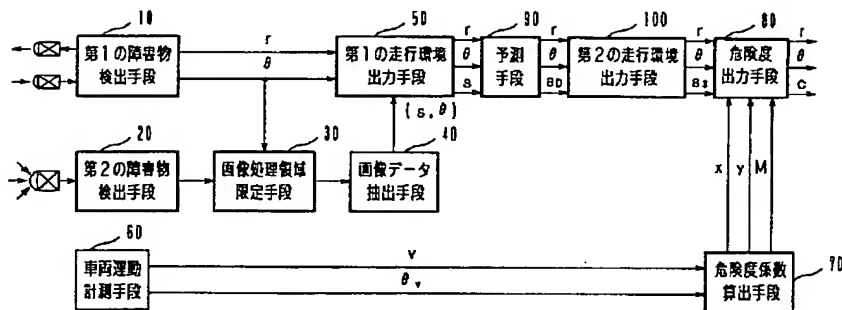 10
50
90
100
80
第1の障害物
検出手段
r
θ
第1の走行環境
出力手段
r
θ
s
予測
手段
r
θ
s₀
第2の走行環境
出力手段
r
θ
s₂
危険度
出力手段
r
θ
c
(s,θ)
20
30
40
第2の障害物
検出手段
画像処理領域
限定手段
画像データ
抽出手段
x
y
M
60
車両運動
計測手段
v
θv
危険度係数
算出手段
70